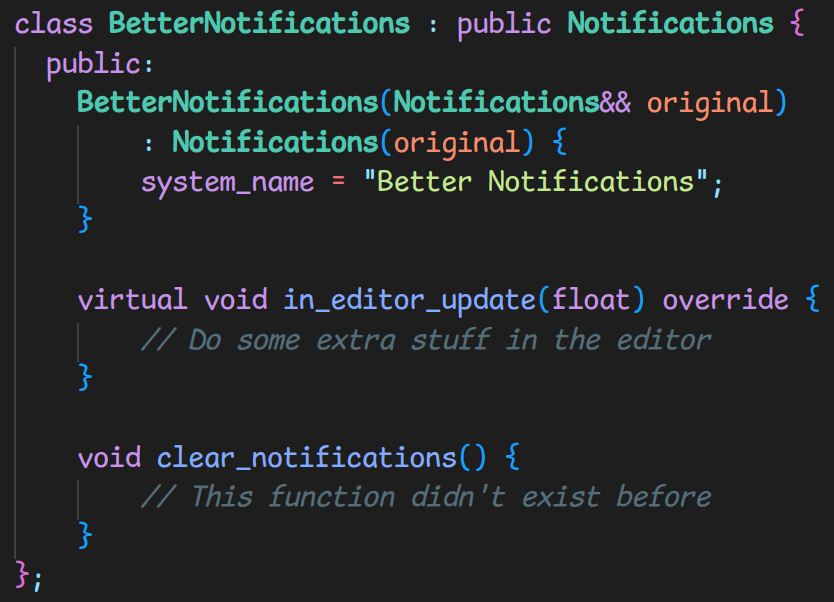 class BetterNotifications : public Notifications {
public:
BetterNotifications(Notifications&& original)
: Notifications(original) {
system_name = "Better Notifications";
}
virtual void in_editor_update(float) override {
// Do some extra stuff in the editor
}
void clear_notifications() {
// This function didn't exist before
}
};